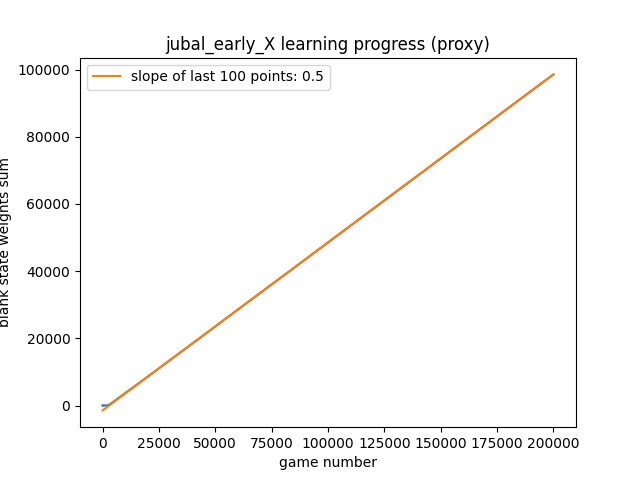 jubal_early_X learning progress (proxy)
slope of last 100 points: 0.5
100000
80000
60000
40000
20000
0
blank state weights sum
0 25000 50000 75000 100000 125000 150000 175000 200000
game number